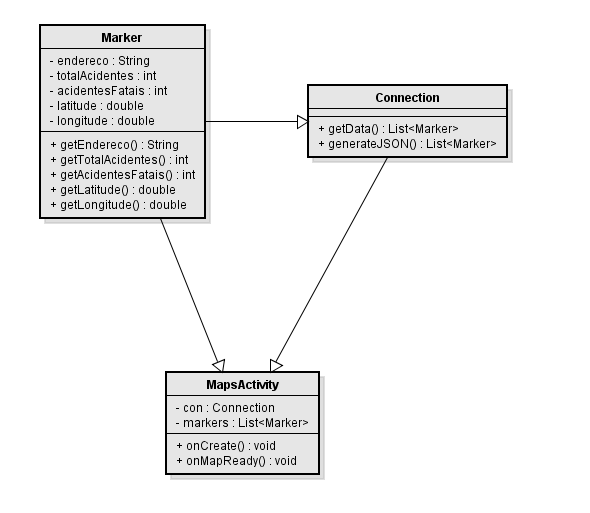 Marker
- endereco : String
- totalAcidentes : int
- acidentesFatais : int
- latitude : double
- longitude : double
+ getEndereco() : String
+ getTotalAcidentes() : int
+ getAcidentesFatais() : int
+ getLatitude() : double
+ getLongitude() : double
Connection
+ getData() : List<Marker>
+ generateJSON() : List<Marker>
MapsActivity
- con : Connection
- markers : List<Marker>
+ onCreate() : void
+ onMapReady() : void